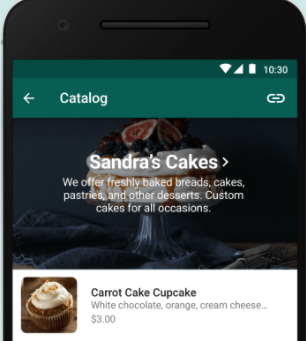 10:30
Catalog
Sandra's Cakes
We offer freshly baked breads, cakes,
pastries, and other desserts. Custom
cakes for all occasions.
Carrot Cake Cupcake
White chocolate, orange, cream cheese...
$3.00